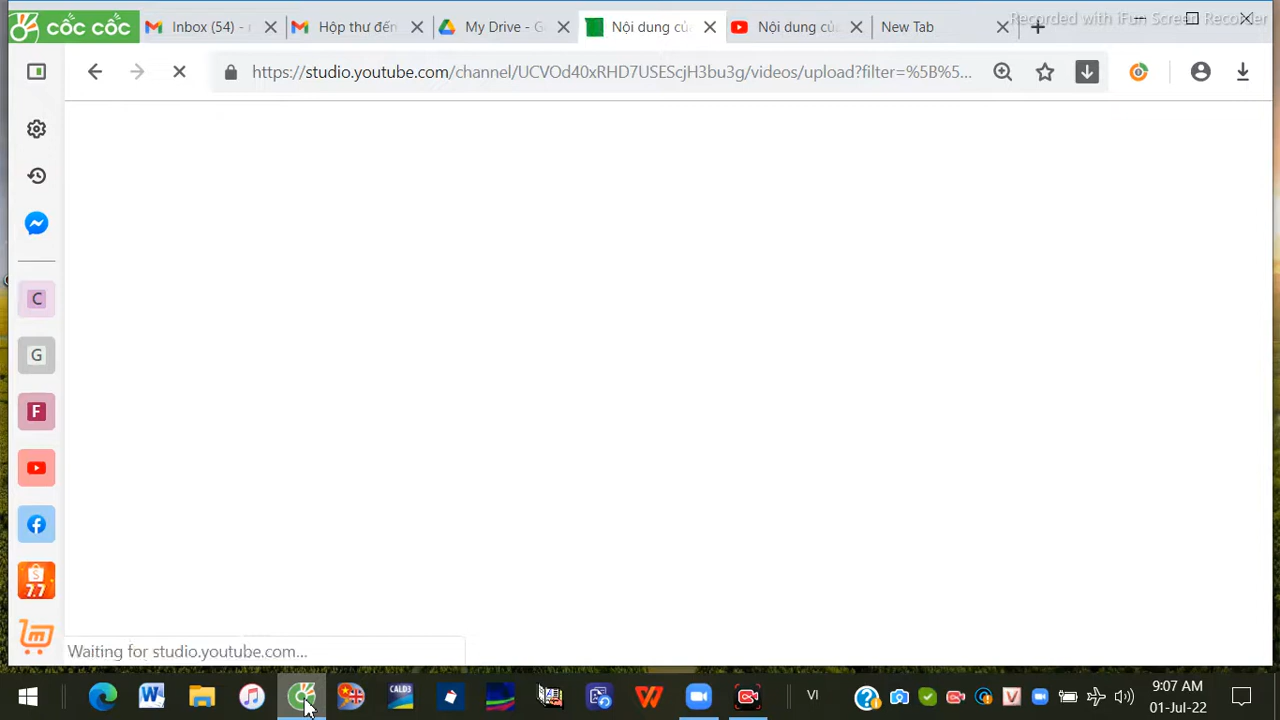 Recorded with iFun Screen Recorder
cốc cốc
Inbox (54) -
Hộp thư đến
My Drive - G
Nội dung củ
Nội dung củ
New Tab
https://studio.youtube.com/channel/UCVOd40xRHD7USEScjH3bu3g/videos/upload?filter=%5B%5...
C
G
F
7.7
Waiting for studio.youtube.com...
CALD3
VI
9:07 AM
01-Jul-22